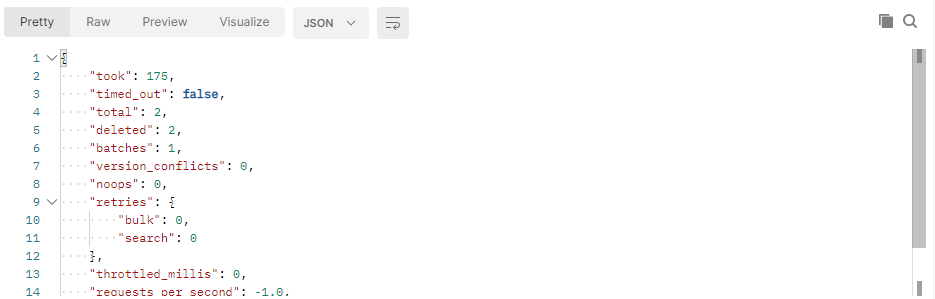 Pretty Raw Preview Visualize JSON
1 {
2 "took": 175,
3 "timed_out": false,
4 "total": 2,
5 "deleted": 2,
6 "batches": 1,
7 "version_conflicts": 0,
8 "noops": 0,
9 "retries": {
10 "bulk": 0,
11 "search": 0
12 },
13 "throttled_millis": 0,
14 "requests_per_second": -1.0,